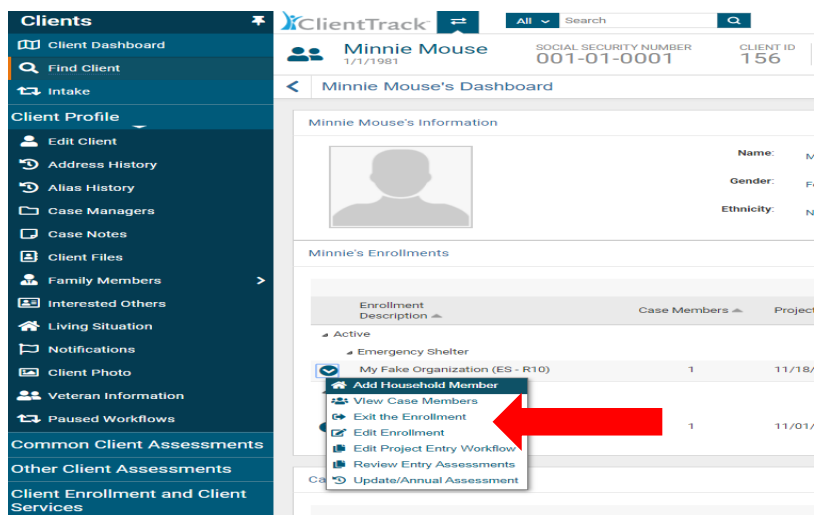 Clients
Client Dashboard
Find Client
Intake
Client Profile
Edit Client
Address History
Alias History
Case Managers
Case Notes
Client Files
Family Members
Interested Others
Living Situation
Notifications
Client Photo
Veteran Information
Paused Workflows
Common Client Assessments
Other Client Assessments
Client Enrollment and Client
Services
ClientTrack
All Search
Minnie Mouse
1/1/1981
SOCIAL SECURITY NUMBER
001-01-0001
CLIENT ID
156
Minnie Mouse's Dashboard
Minnie Mouse's Information
Name: M
Gender: Fe
Ethnicity: N
Minnie's Enrollments
Enrollment
Description
Case Members
Project
Active
Emergency Shelter
My Fake Organization (ES - R10) 1 11/18/
Add Household Member
View Case Members
Exit the Enrollment
Edit Enrollment
Edit Project Entry Workflow
Review Entry Assessments
Update/Annual Assessment
1 11/01/
Ca